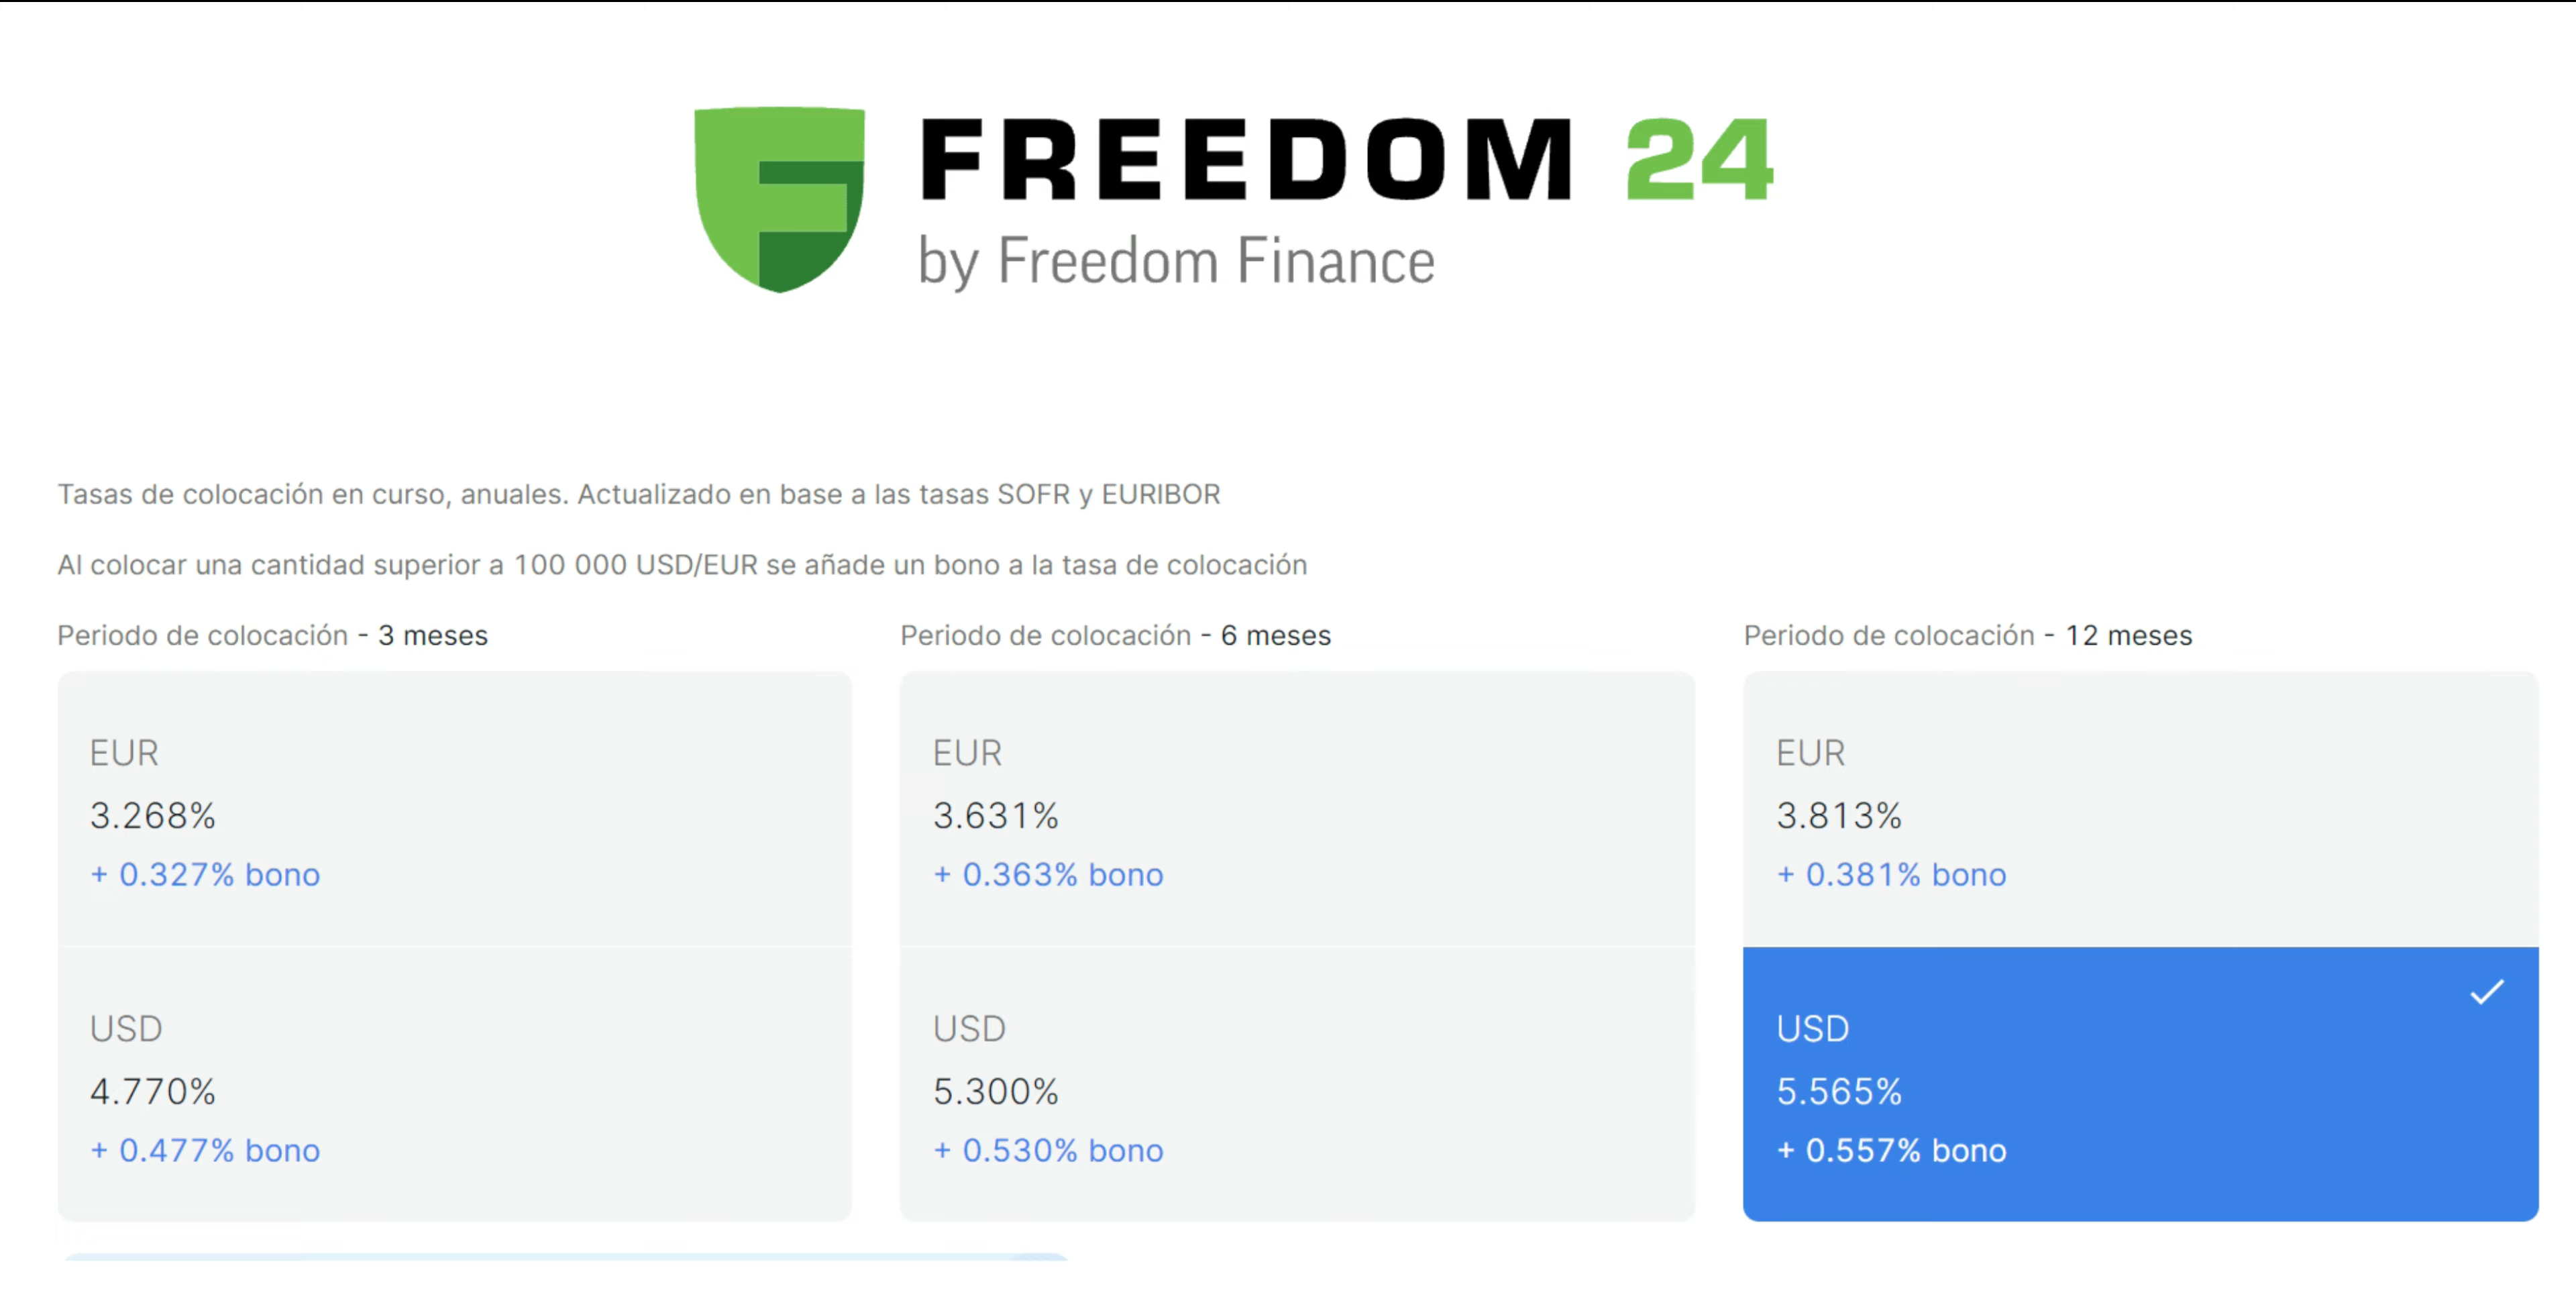 FREEDOM 24
by Freedom Finance
Tasas de colocación en curso, anuales. Actualizado en base a las tasas SOFR y EURIBOR
Al colocar una cantidad superior a 100 000 USD/EUR se añade un bono a la tasa de colocación
Periodo de colocación - 3 meses
EUR
3.268%
+ 0.327% bono
USD
4.770%
+ 0.477% bono
Periodo de colocación - 6 meses
EUR
3.631%
+ 0.363% bono
USD
5.300%
+ 0.530% bono
Periodo de colocación - 12 meses
EUR
3.813%
+ 0.381% bono
USD
5.565%
+ 0.557% bono